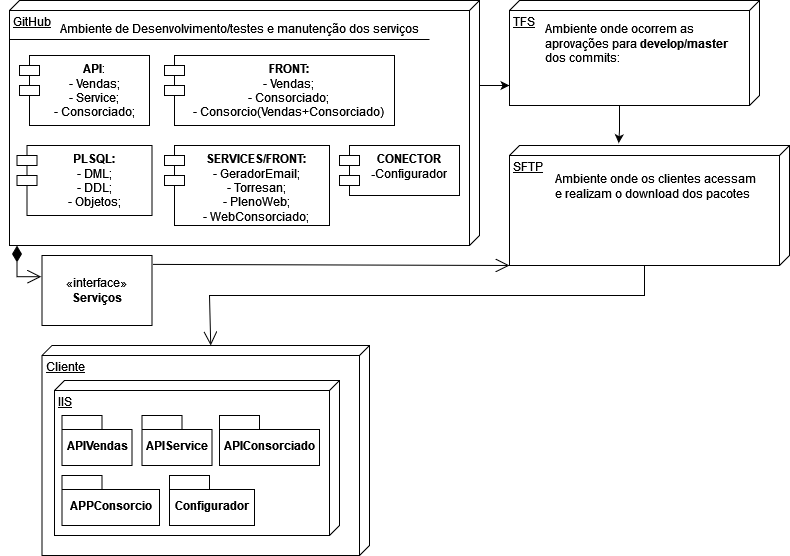 GitHub
Ambiente de Desenvolvimento/testes e manutenção dos serviços
API:
- Vendas;
- Service;
- Consorciado;
FRONT:
- Vendas;
- Consorciado;
- Consorcio(Vendas+Consorciado)
PLSQL:
- DML;
- DDL;
- Objetos;
SERVICES/FRONT:
- GeradorEmail;
- Torresan;
- PlenoWeb;
- WebConsorciado;
CONECTOR
-Configurador
TFS
Ambiente onde ocorrem as
aprovações para develop/master
dos commits:
SFTP
Ambiente onde os clientes acessam
e realizam o download dos pacotes
«interface»
Serviços
Cliente
IIS
APIVendas
APIService
APIConsorciado
APPConsorcio
Configurador